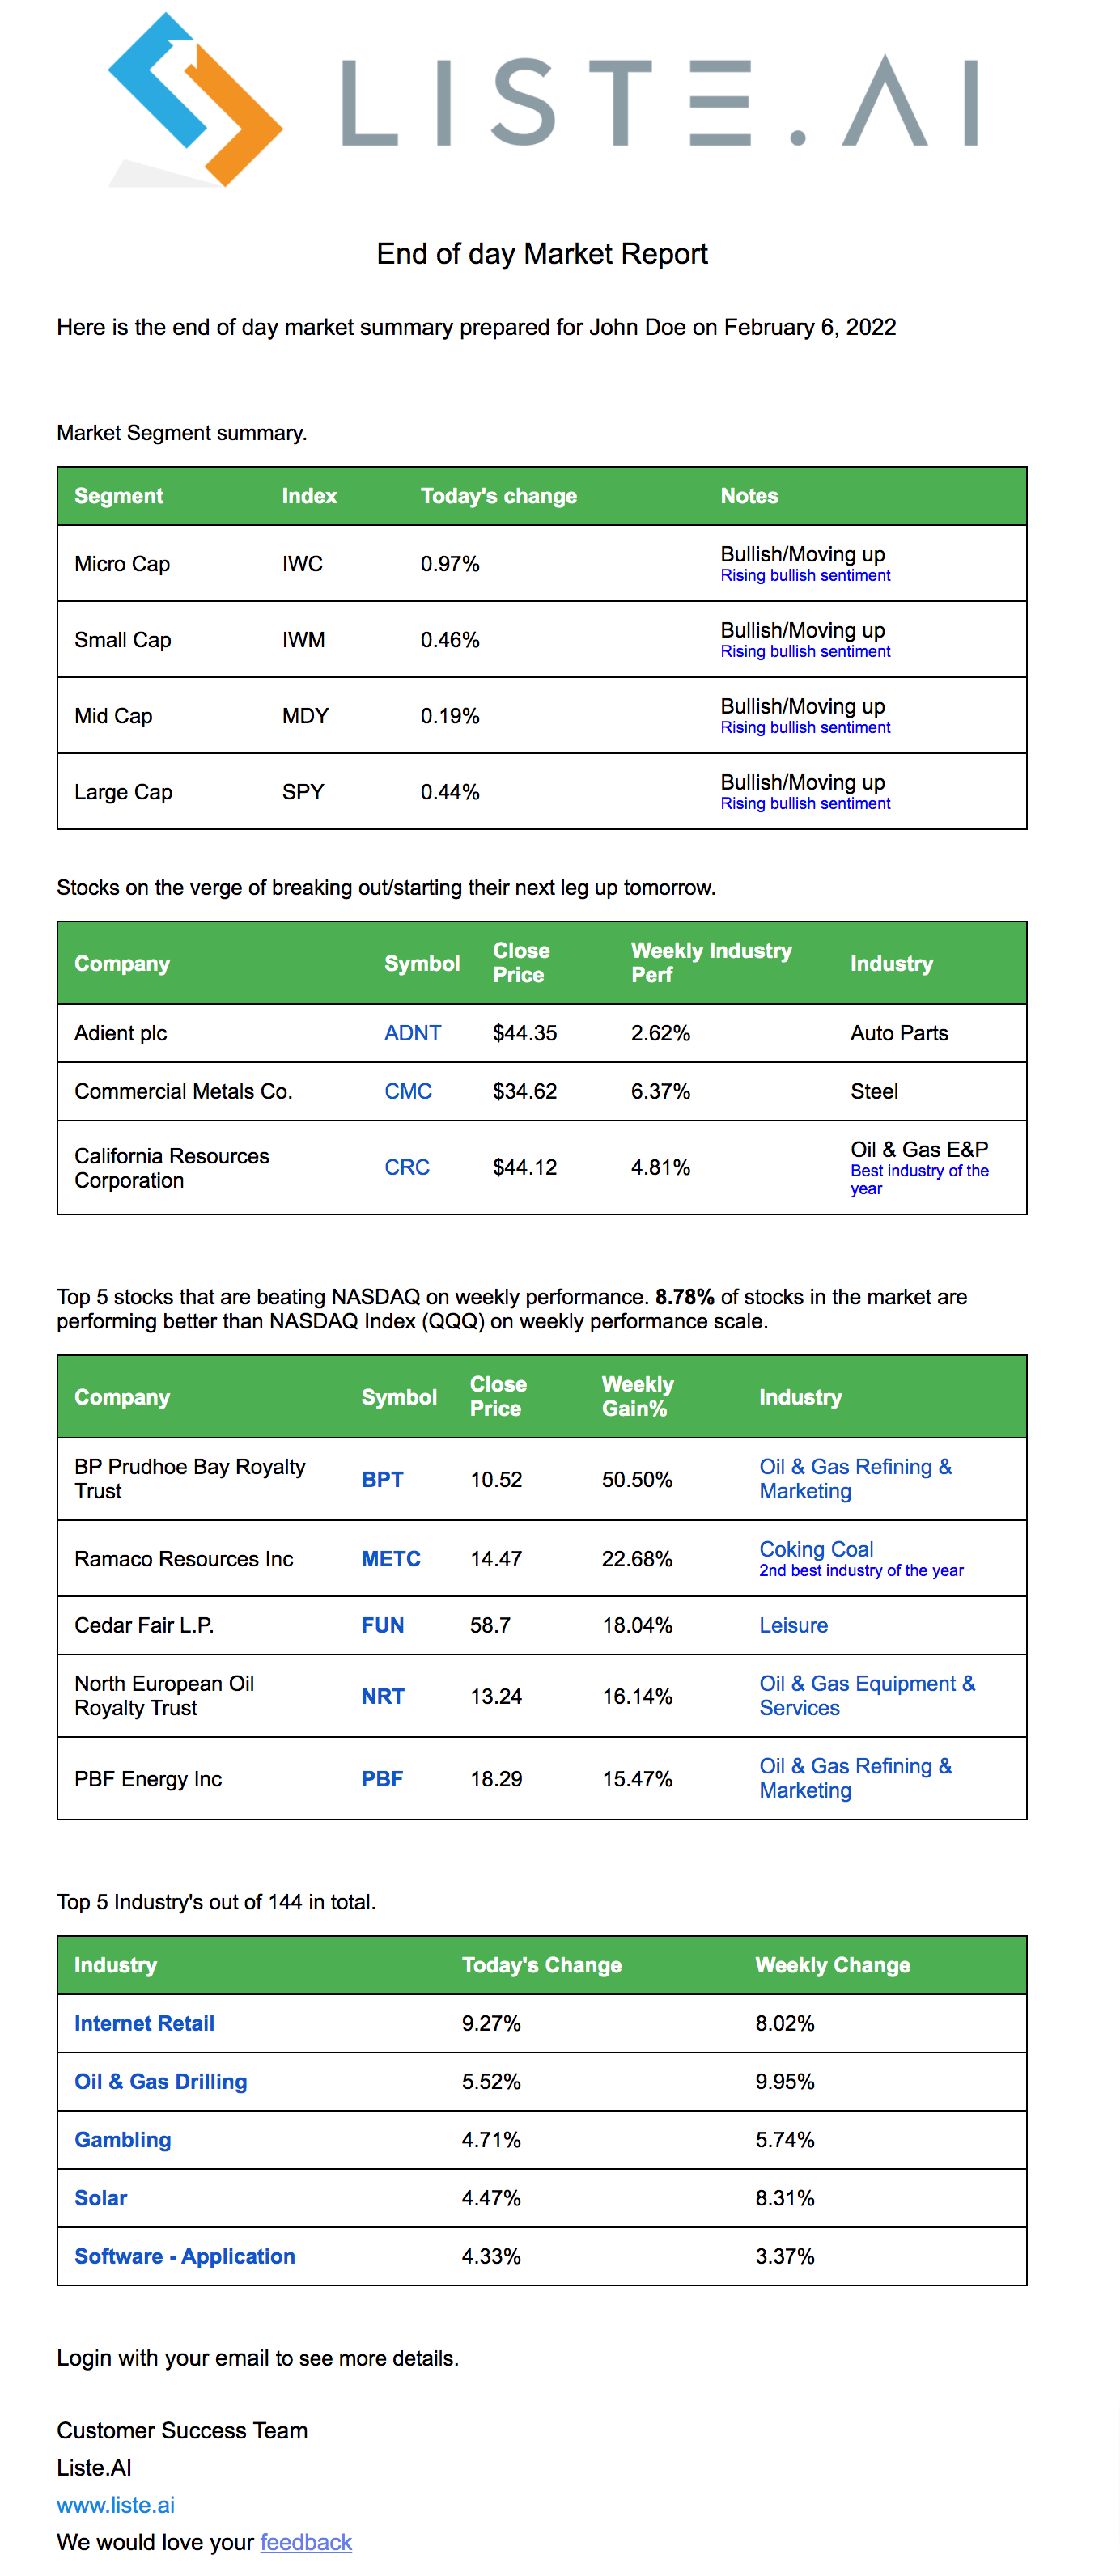 LISTE.AI
End of day Market Report
Here is the end of day market summary prepared for John Doe on February 6, 2022
Market Segment summary.
Segment Index Today's change Notes
Micro Cap IWC 0.97% Bullish/Moving up
Rising bullish sentiment
Small Cap IWM 0.46% Bullish/Moving up
Rising bullish sentiment
Mid Cap MDY 0.19% Bullish/Moving up
Rising bullish sentiment
Large Cap SPY 0.44% Bullish/Moving up
Rising bullish sentiment
Stocks on the verge of breaking out/starting their next leg up tomorrow.
Company Symbol Close Price Weekly Industry Perf Industry
Adient plc ADNT $44.35 2.62% Auto Parts
Commercial Metals Co. CMC $34.62 6.37% Steel
California Resources Corporation CRC $44.12 4.81% Oil & Gas E&P
Best industry of the
year
Top 5 stocks that are beating NASDAQ on weekly performance. 8.78% of stocks in the market are
performing better than NASDAQ Index (QQQ) on weekly performance scale.
Company Symbol Close Price Weekly Gain% Industry
BP Prudhoe Bay Royalty Trust BPT 10.52 50.50% Oil & Gas Refining & Marketing
Ramaco Resources Inc METC 14.47 22.68% Coking Coal
2nd best industry of the year
Cedar Fair L.P. FUN 58.7 18.04% Leisure
North European Oil Royalty Trust NRT 13.24 16.14% Oil & Gas Equipment & Services
PBF Energy Inc PBF 18.29 15.47% Oil & Gas Refining & Marketing
Top 5 Industry's out of 144 in total.
Industry Today's Change Weekly Change
Internet Retail 9.27% 8.02%
Oil & Gas Drilling 5.52% 9.95%
Gambling 4.71% 5.74%
Solar 4.47% 8.31%
Software - Application 4.33% 3.37%
Login with your email to see more details.
Customer Success Team
Liste.AI
www.liste.ai
We would love your feedback